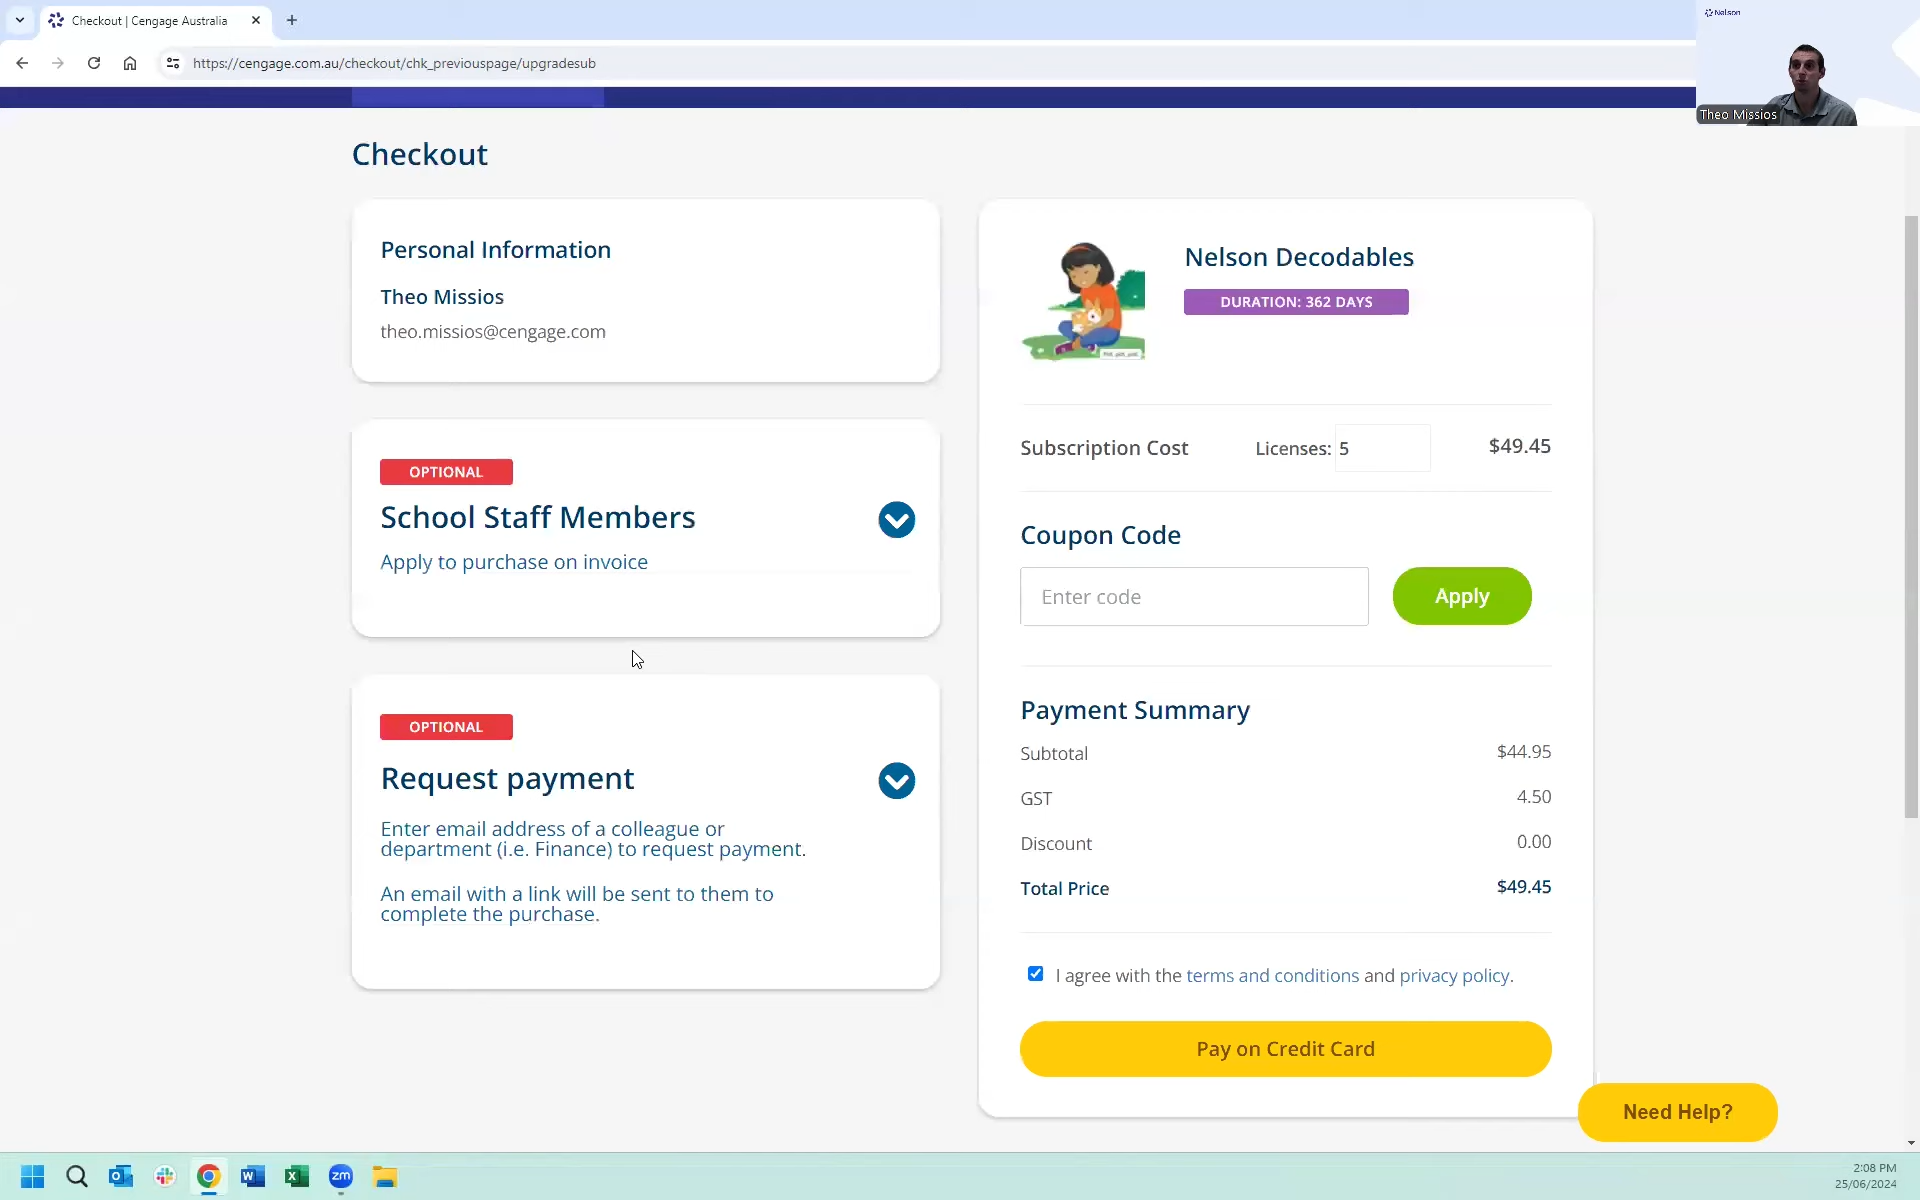 Checkout | Cengage Australia
https://cengage.com.au/checkout/chk_previouspage/upgradesub
Nelson
Theo Missios
Checkout
Personal Information
Theo Missios
theo.missios@cengage.com
OPTIONAL
School Staff Members
Apply to purchase on invoice
OPTIONAL
Request payment
Enter email address of a colleague or
department (i.e. Finance) to request payment.
An email with a link will be sent to them to
complete the purchase.
Nelson Decodables
DURATION: 362 DAYS
Subscription Cost Licenses: 5 $49.45
Coupon Code
Enter code Apply
Payment Summary
Subtotal $44.95
GST 4.50
Discount 0.00
Total Price $49.45
I agree with the terms and conditions and privacy policy.
Pay on Credit Card
Need Help?
zm
2:08 PM
25/06/2024